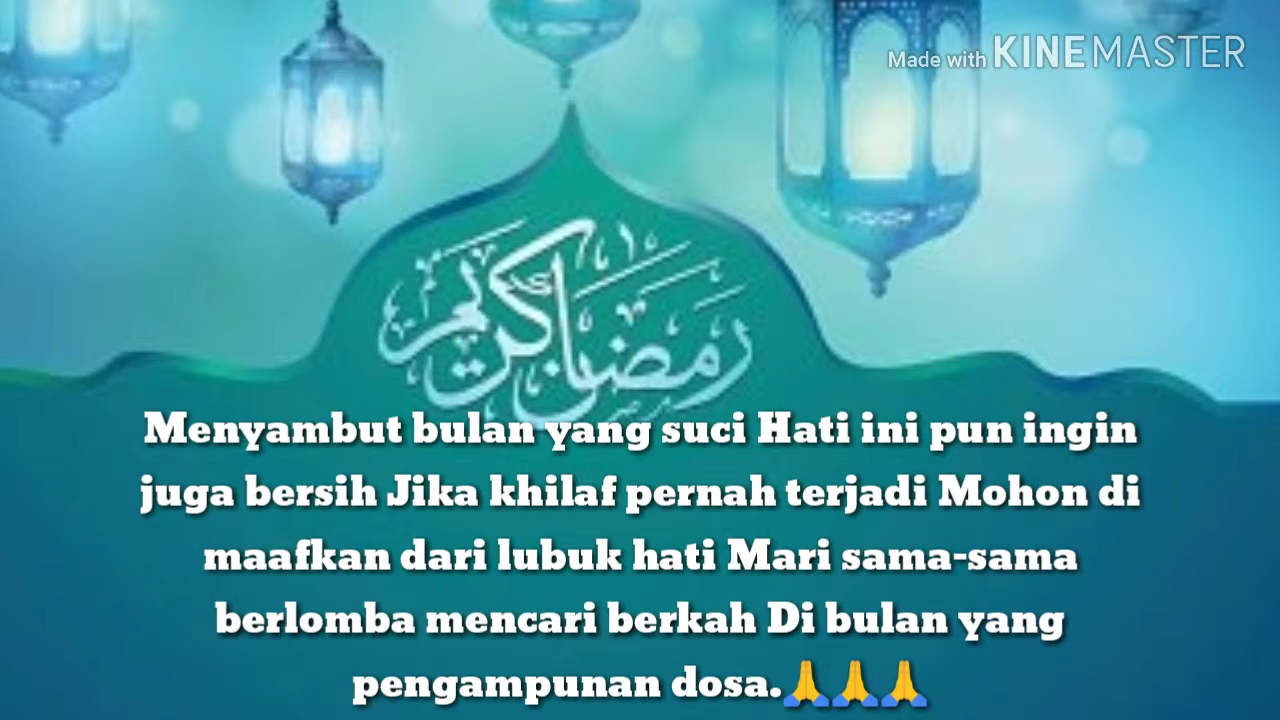 Made with KINEMASTER
رمضان كريم
Menyambut bulan yang suci Hati ini pun ingin
juga bersih Jika khilaf pernah terjadi Mohon di
maafkan dari lubuk hati Mari sama-sama
berlomba mencari berkah Di bulan yang
pengampunan dosa.🙏🙏🙏